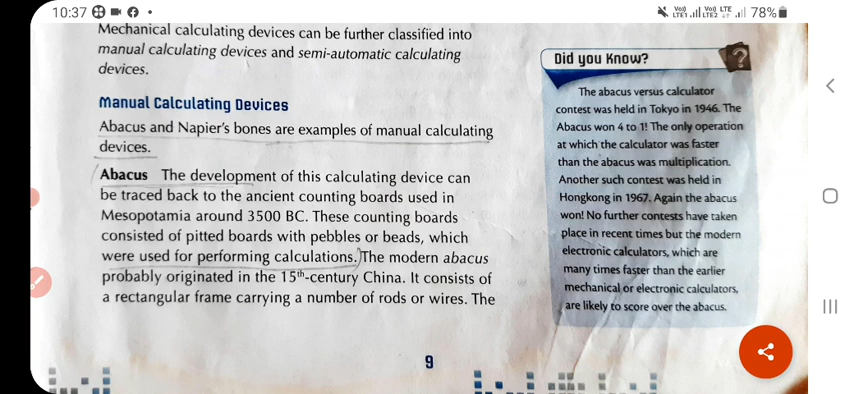 10:37
Vo)) LTE1
Vo)) LTE LTE2
78%
Mechanical calculating devices can be further classified into
manual calculating devices and semi-automatic calculating
devices.
Manual Calculating Devices
Abacus and Napier's bones are examples of manual calculating
devices.
Abacus The development of this calculating device can
be traced back to the ancient counting boards used in
Mesopotamia around 3500 BC. These counting boards
consisted of pitted boards with pebbles or beads, which
were used for performing calculations. The modern abacus
probably originated in the 15th-century China. It consists of
a rectangular frame carrying a number of rods or wires. The
Did you Know?
?
The abacus versus calculator
contest was held in Tokyo in 1946. The
Abacus won 4 to 1! The only operation
at which the calculator was faster
than the abacus was multiplication.
Another such contest was held in
Hongkong in 1967. Again the abacus
won! No further contests have taken
place in recent times but the modern
electronic calculators, which are
many times faster than the earlier
mechanical or electronic calculators,
are likely to score over the abacus.
9